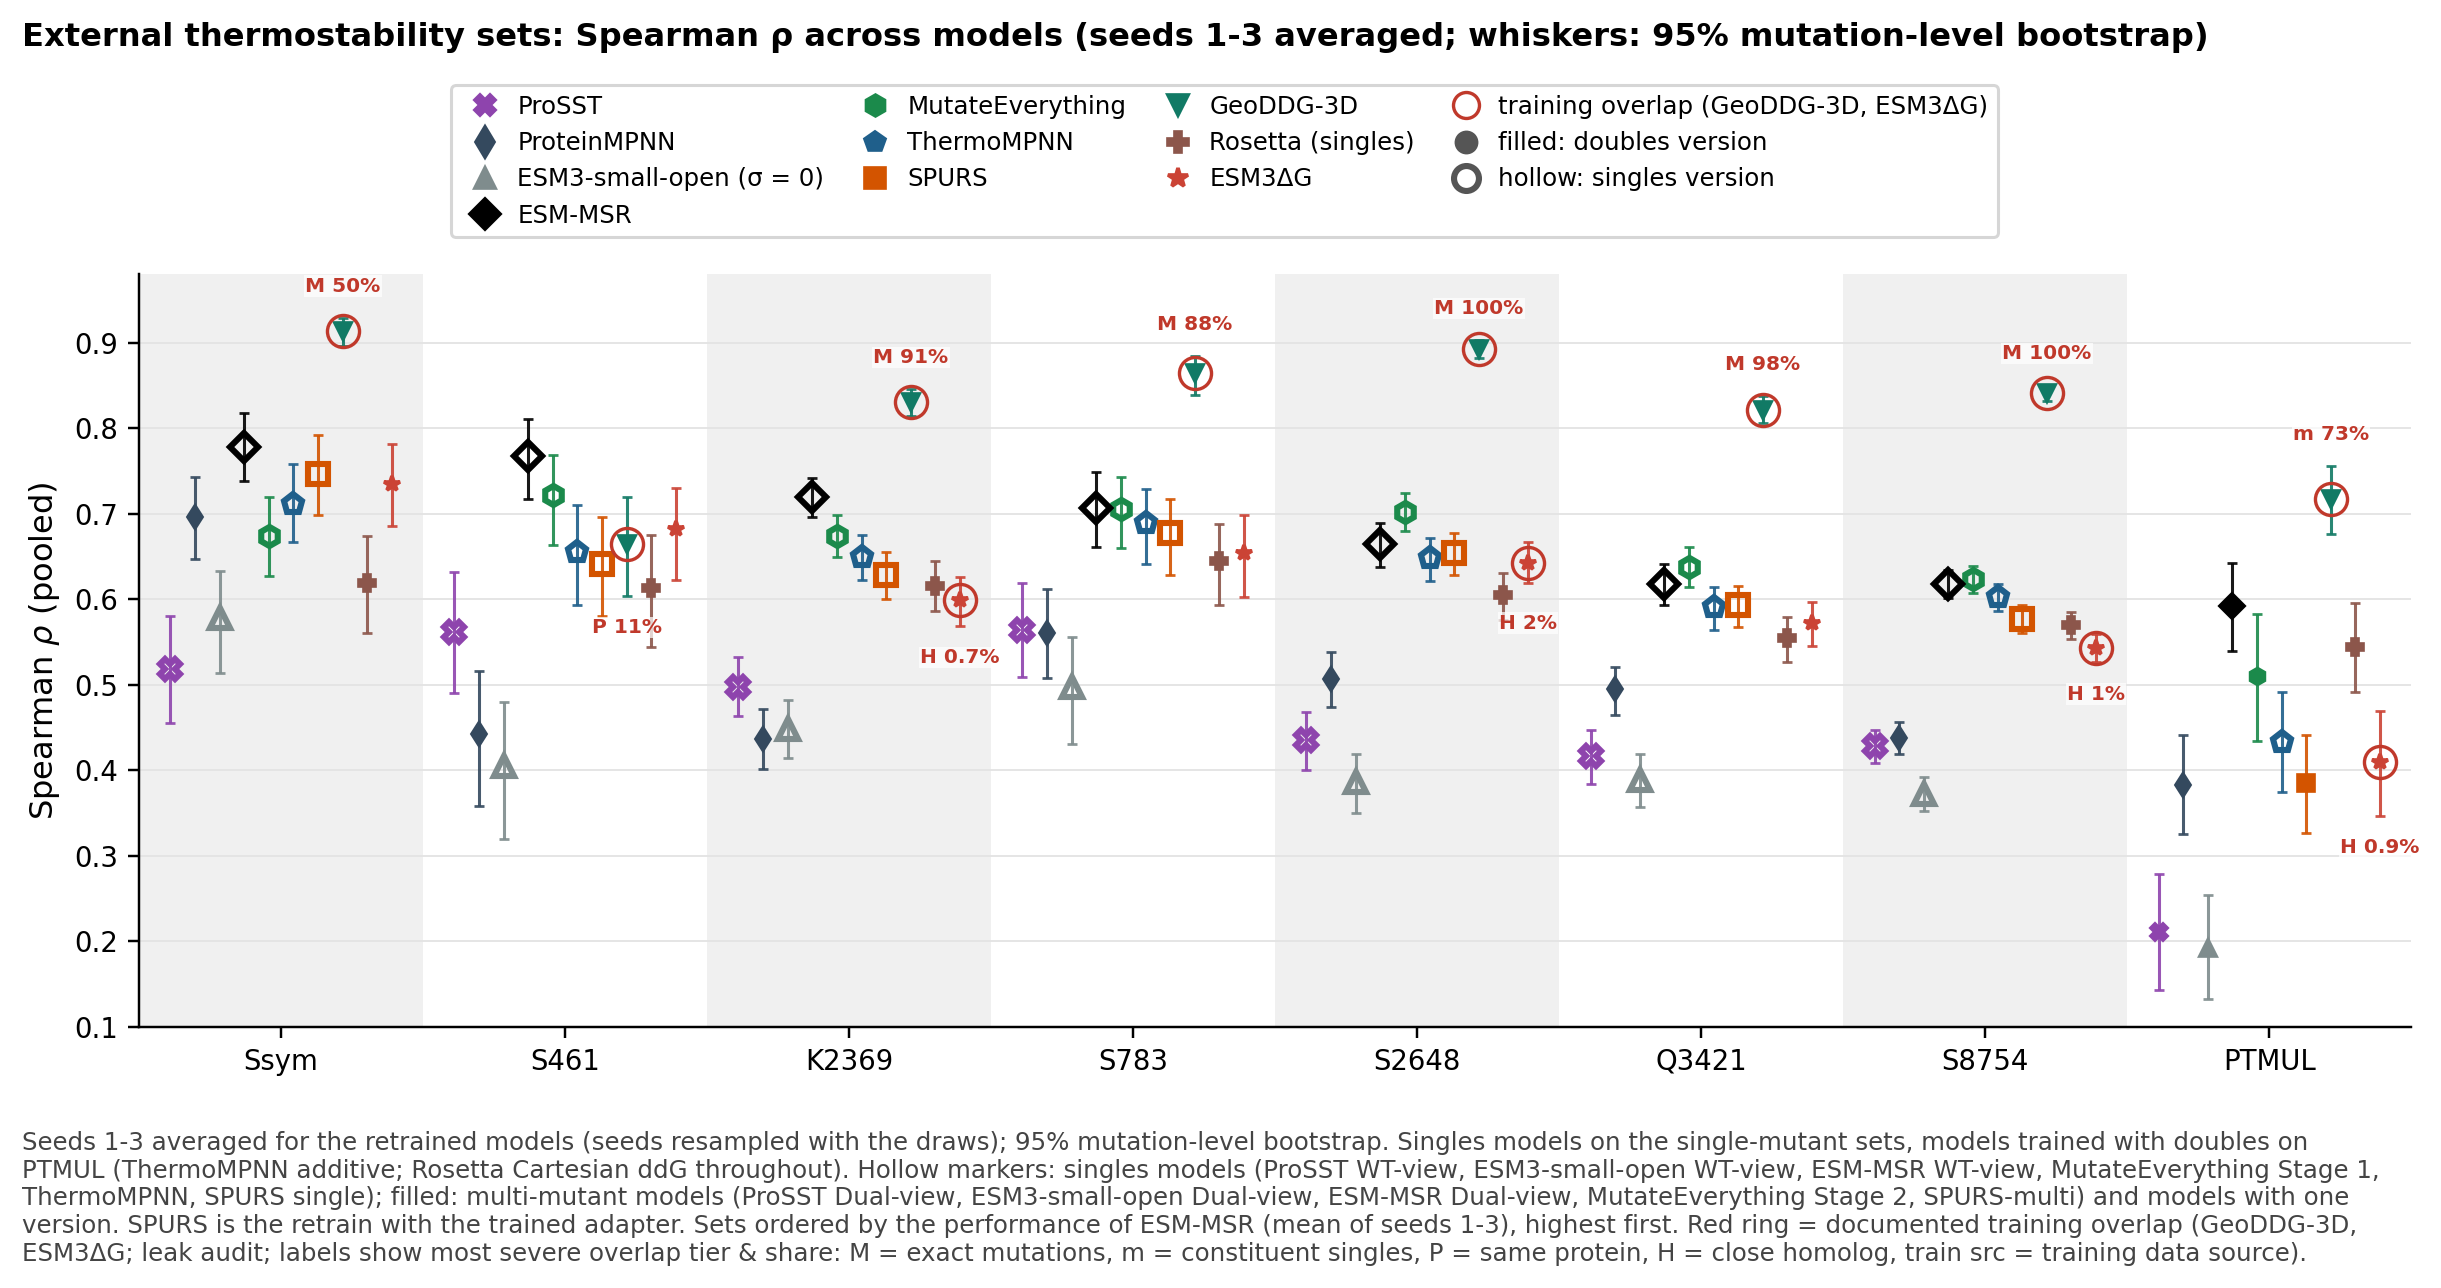 External thermostability sets: Spearman ρ across models (seeds 1-3 averaged; whiskers: 95% mutation-level bootstrap)
ProSST
ProteinMPNN
ESM3-small-open (σ = 0)
ESM-MSR
MutateEverything
ThermoMPNN
SPURS
GeoDDG-3D
Rosetta (singles)
ESM3ΔG
training overlap (GeoDDG-3D, ESM3ΔG)
filled: doubles version
hollow: singles version
Spearman ρ (pooled)
0.9
0.8
0.7
0.6
0.5
0.4
0.3
0.2
0.1
M 50%
P 11%
M 91%
H 0.7%
M 88%
M 100%
H 2%
M 98%
M 100%
H 1%
m 73%
H 0.9%
Ssym
S461
K2369
S783
S2648
Q3421
S8754
PTMUL
Seeds 1-3 averaged for the retrained models (seeds resampled with the draws); 95% mutation-level bootstrap. Singles models on the single-mutant sets, models trained with doubles on
PTMUL (ThermoMPNN additive; Rosetta Cartesian ddG throughout). Hollow markers: singles models (ProSST WT-view, ESM3-small-open WT-view, ESM-MSR WT-view, MutateEverything Stage 1,
ThermoMPNN, SPURS single); filled: multi-mutant models (ProSST Dual-view, ESM3-small-open Dual-view, ESM-MSR Dual-view, MutateEverything Stage 2, SPURS-multi) and models with one
version. SPURS is the retrain with the trained adapter. Sets ordered by the performance of ESM-MSR (mean of seeds 1-3), highest first. Red ring = documented training overlap (GeoDDG-3D,
ESM3ΔG; leak audit; labels show most severe overlap tier & share: M = exact mutations, m = constituent singles, P = same protein, H = close homolog, train src = training data source).